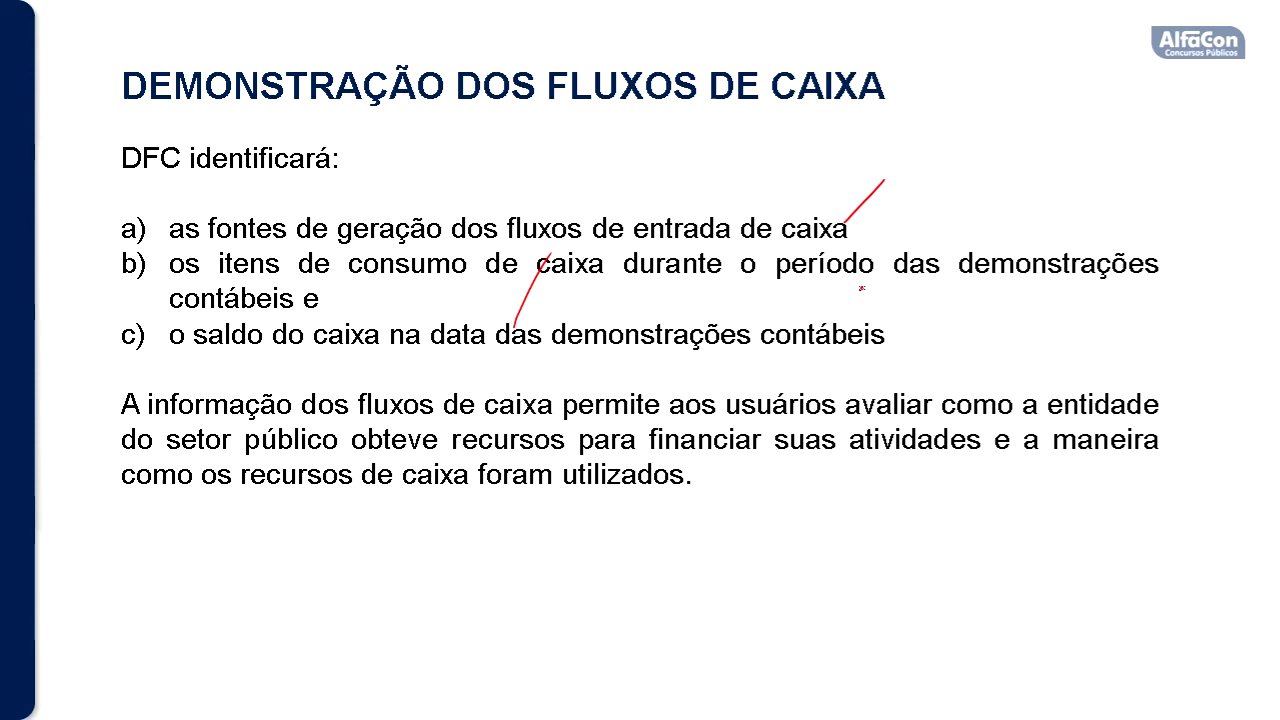 AlfaCon
Concursos Públicos
DEMONSTRAÇÃO DOS FLUXOS DE CAIXA
DFC identificará:
a) as fontes de geração dos fluxos de entrada de caixa
b) os itens de consumo de caixa durante o período das demonstrações
contábeis e
c) o saldo do caixa na data das demonstrações contábeis
A informação dos fluxos de caixa permite aos usuários avaliar como a entidade
do setor público obteve recursos para financiar suas atividades e a maneira
como os recursos de caixa foram utilizados.